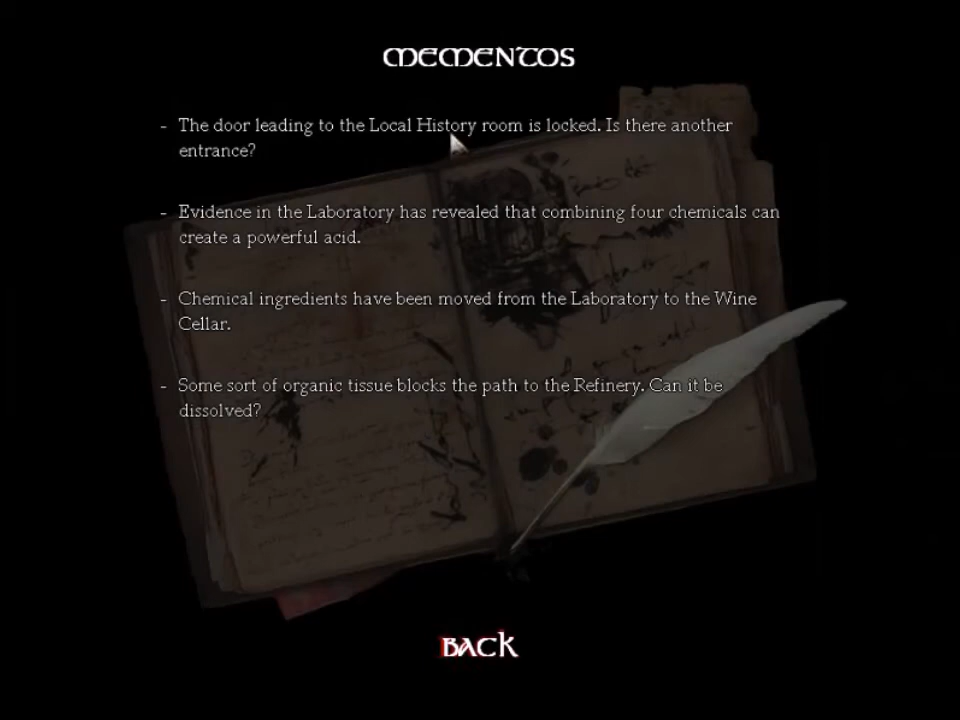 MEMENTOS
- The door leading to the Local History room is locked. Is there another
entrance?
- Evidence in the Laboratory has revealed that combining four chemicals can
create a powerful acid.
- Chemical ingredients have been moved from the Laboratory to the Wine
Cellar.
- Some sort of organic tissue blocks the path to the Refinery. Can it be
dissolved?
BACK